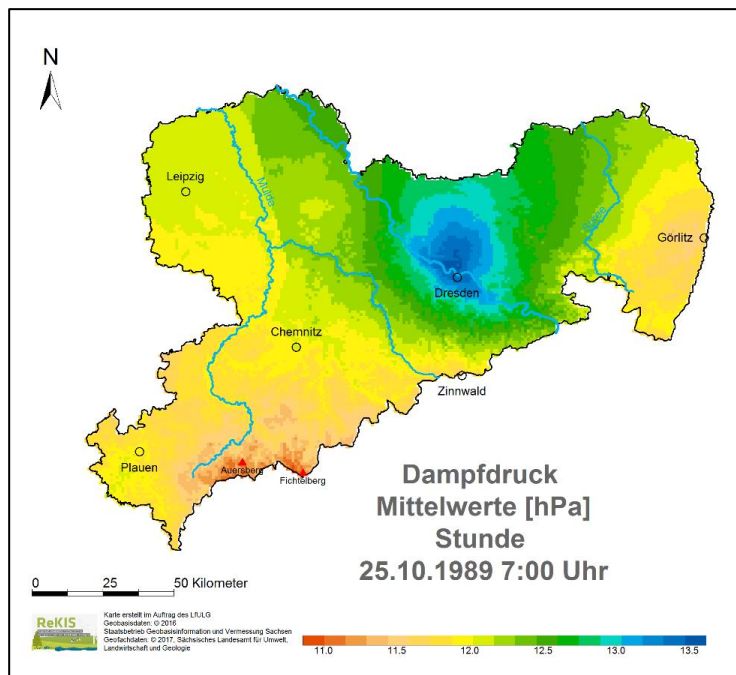 N
Leipzig
Mulde
Görlitz
Dresden
Chemnitz
Zinnwald
Plauen
Auersberg
Fichtelberg
Dampfdruck
Mittelwerte [hPa]
Stunde
25.10.1989 7:00 Uhr
0 25 50 Kilometer
ReKIS
Karte erstellt im Auftrag des LfULG
Geobasisdaten: © 2016
Staatsbetrieb Geobasisinformation und Vermessung Sachsen
Geofachdaten: © 2017, Sächsisches Landesamt für Umwelt,
Landwirtschaft und Geologie
11.0 11.5 12.0 12.5 13.0 13.5